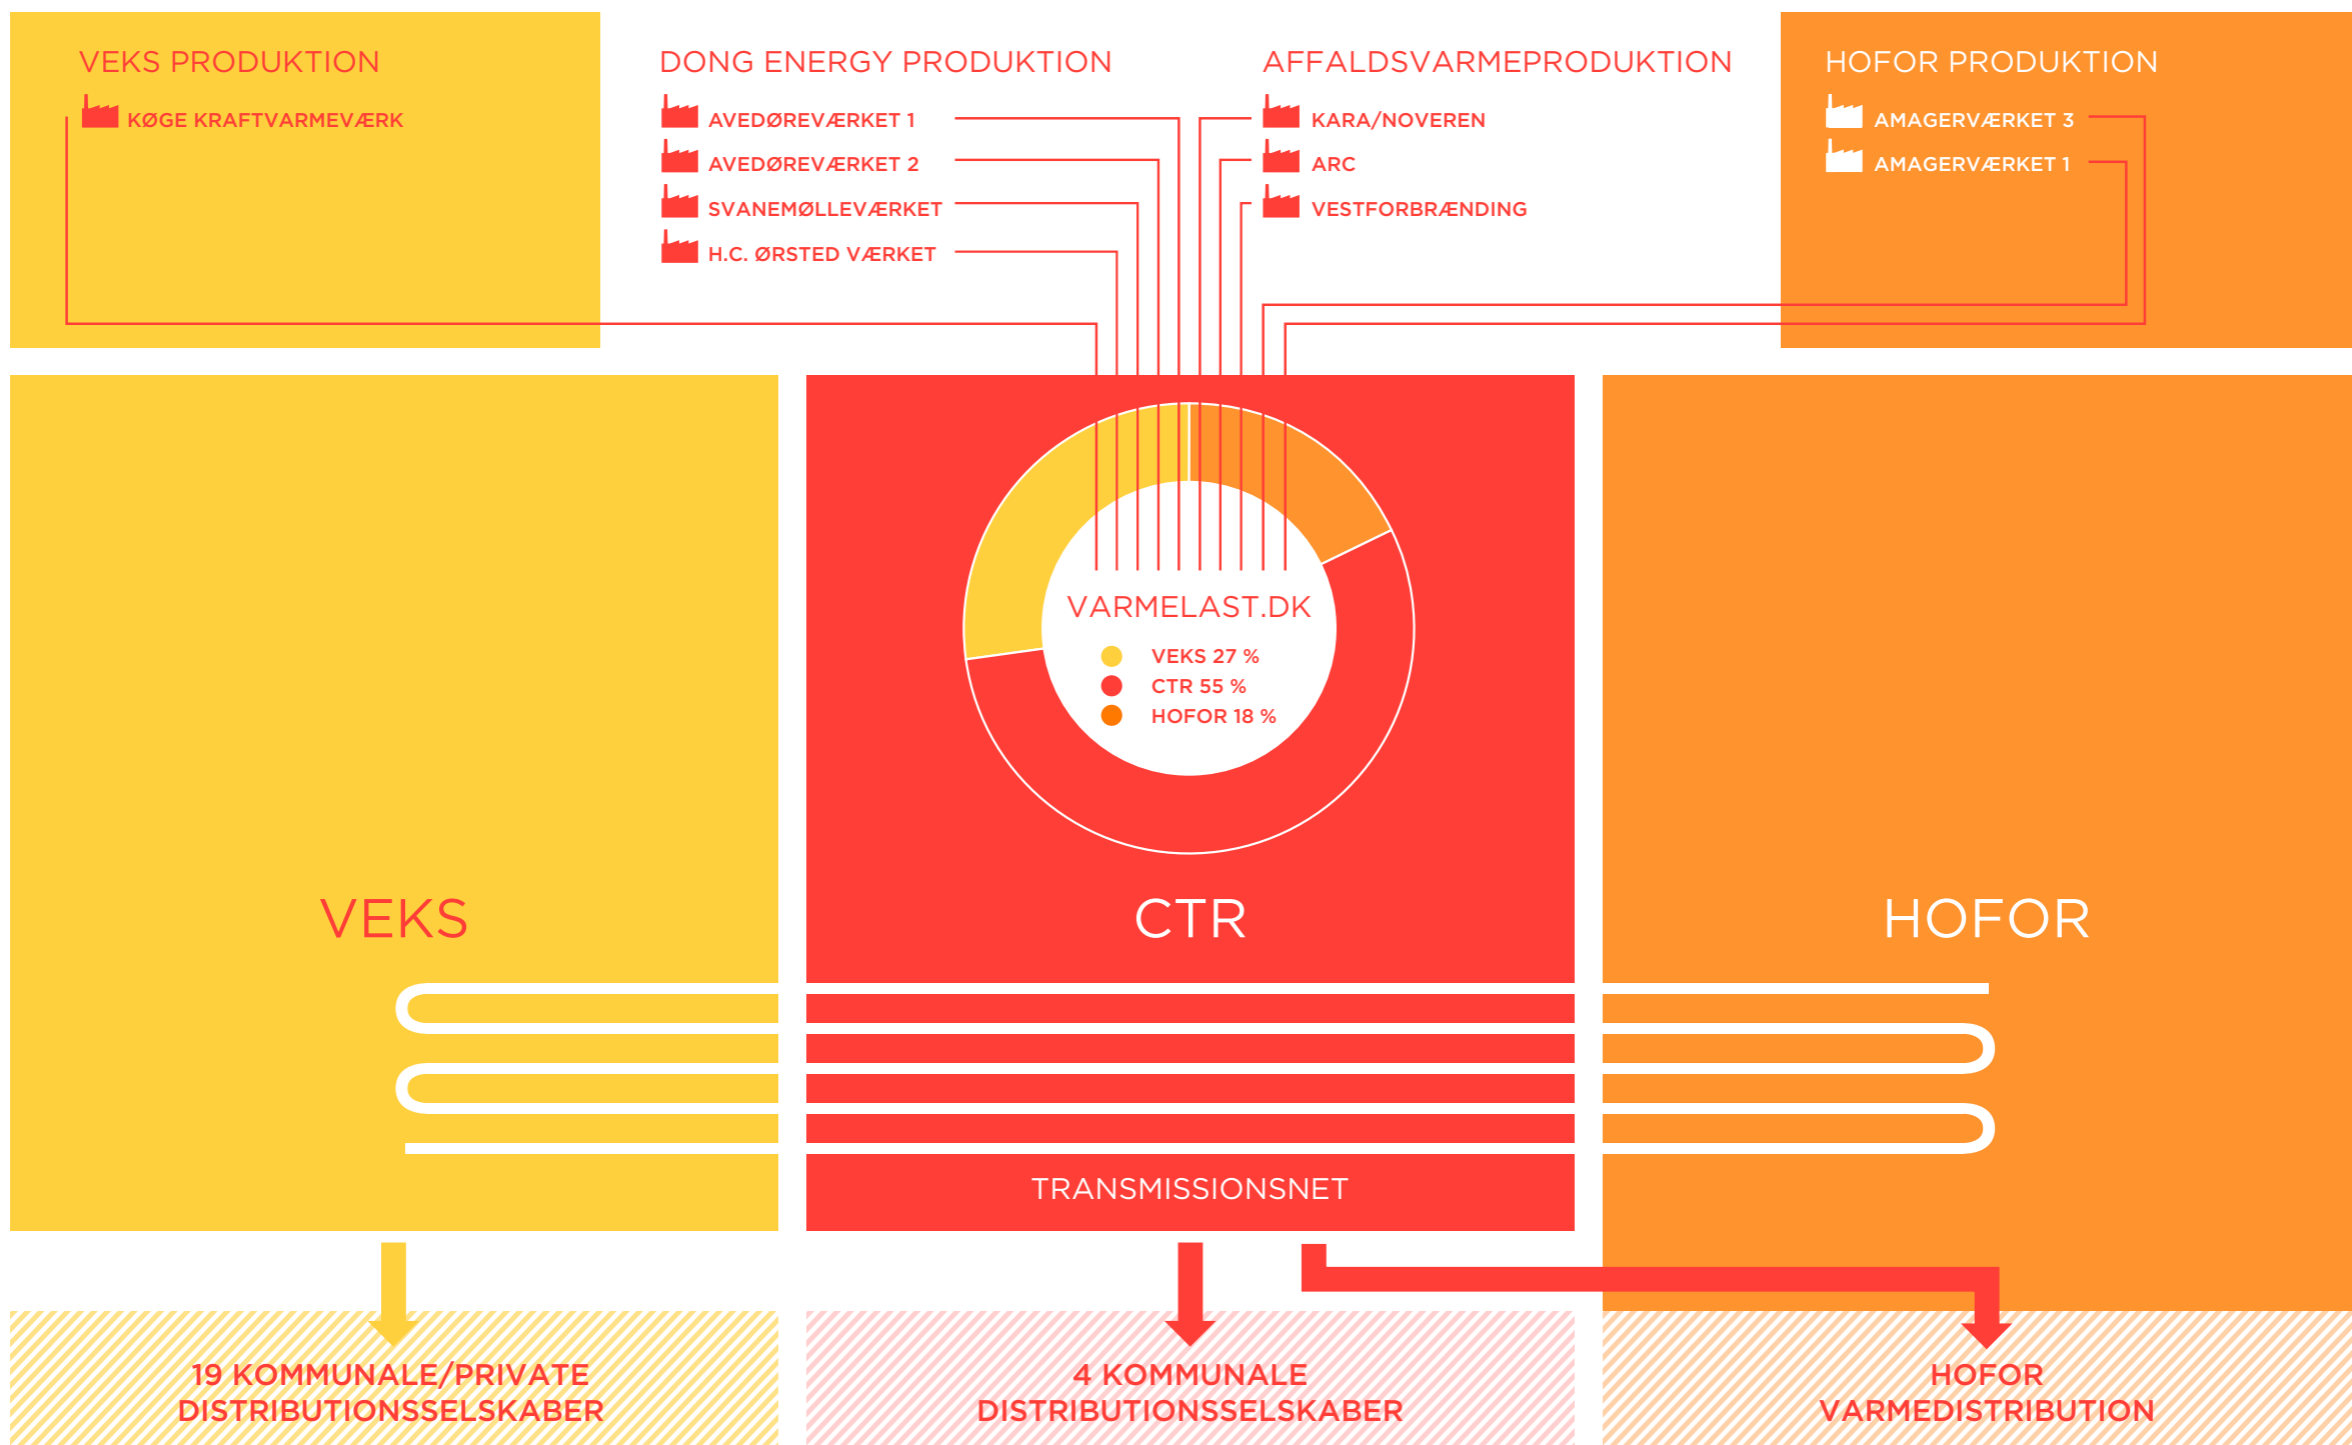 VEKS PRODUKTION
KØGE KRAFTVARMEVÆRK
DONG ENERGY PRODUKTION
AVEDØREVÆRKET 1
AVEDØREVÆRKET 2
SVANEMØLLEVÆRKET
H.C. ØRSTED VÆRKET
AFFALDSVARMEPRODUKTION
KARA/NOVEREN
ARC
VESTFORBRÆNDING
HOFOR PRODUKTION
AMAGERVÆRKET 3
AMAGERVÆRKET 1
VARMELAST.DK
VEKS 27 %
CTR 55 %
HOFOR 18 %
VEKS
CTR
HOFOR
TRANSMISSIONSNET
19 KOMMUNALE/PRIVATE
DISTRIBUTIONSSELSKABER
4 KOMMUNALE
DISTRIBUTIONSSELSKABER
HOFOR
VARMEDISTRIBUTION